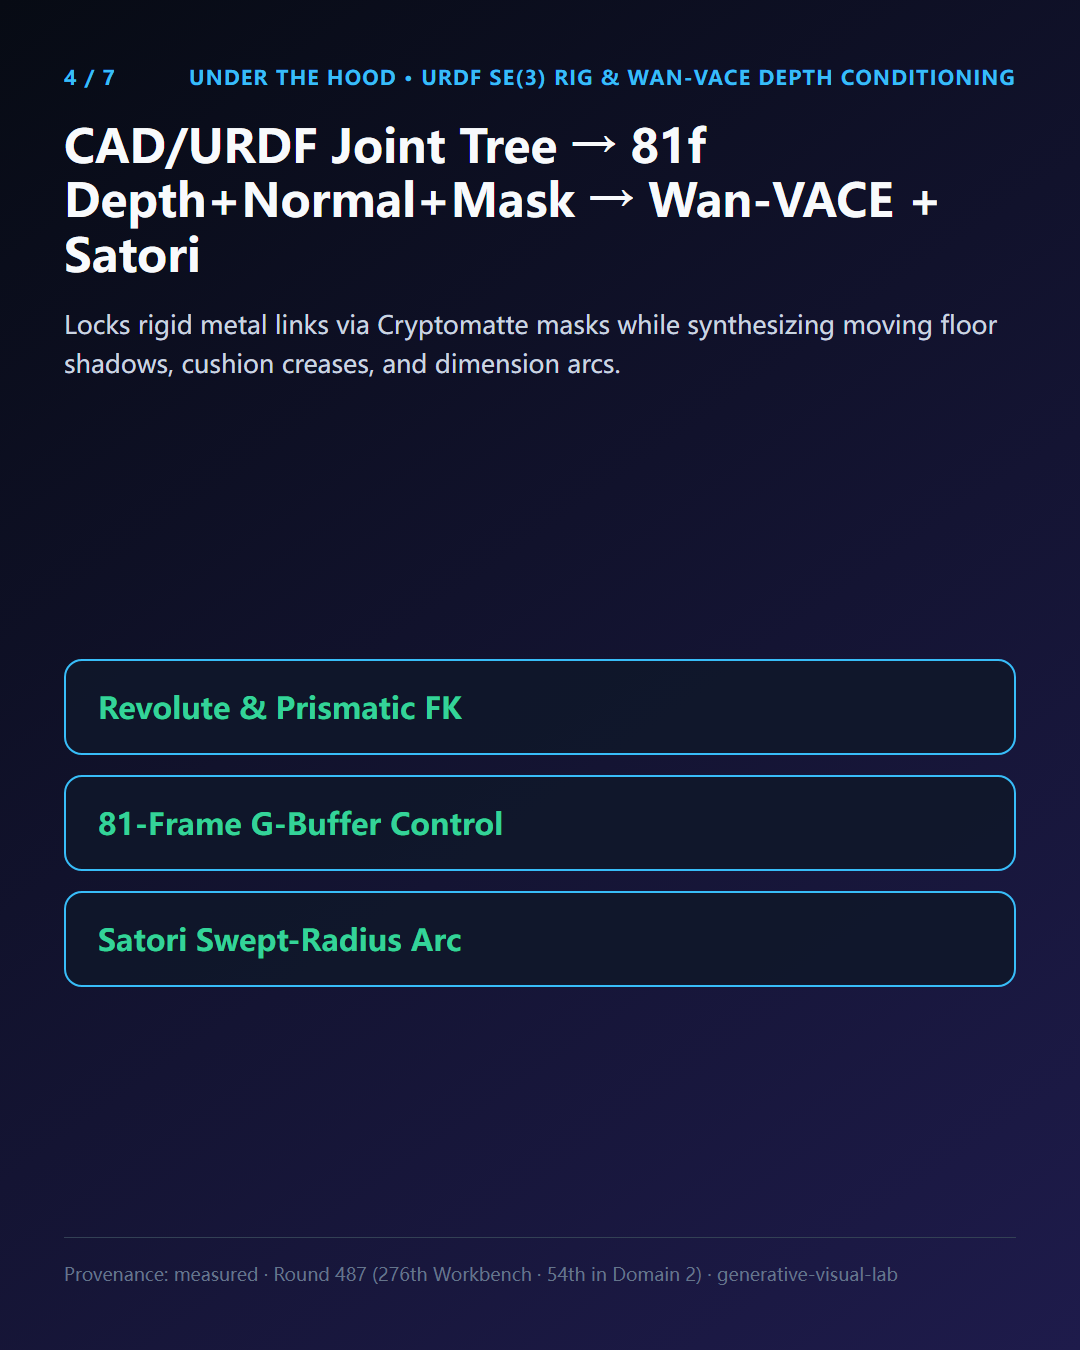 4 / 7
UNDER THE HOOD • URDF SE(3) RIG & WAN-VACE DEPTH CONDITIONING
CAD/URDF Joint Tree → 81f
Depth+Normal+Mask → Wan-VACE +
Satori
Locks rigid metal links via Cryptomatte masks while synthesizing moving floor
shadows, cushion creases, and dimension arcs.
Revolute & Prismatic FK
81-Frame G-Buffer Control
Satori Swept-Radius Arc
Provenance: measured · Round 487 (276th Workbench · 54th in Domain 2) · generative-visual-lab